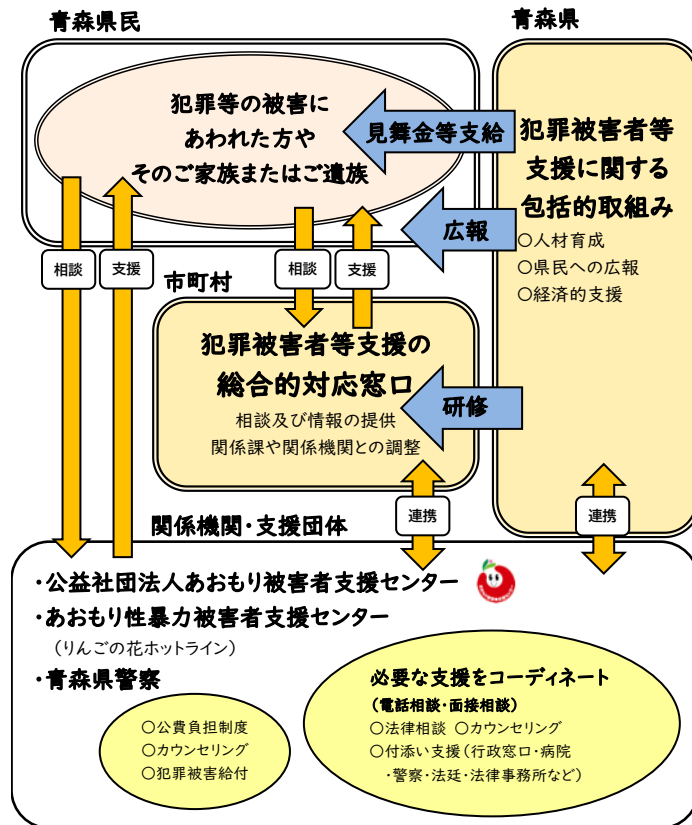 青森県民
犯罪等の被害に
あわれた方や
そのご家族またはご遺族
見舞金等支給
広報
青森県
犯罪被害者等
支援に関する
包括的取組み
○人材育成
○県民への広報
○経済的支援
相談
支援
相談
支援
市町村
犯罪被害者等支援の
総合的対応窓口
相談及び情報の提供
関係課や関係機関との調整
研修
連携
連携
関係機関・支援団体
・公益社団法人あおもり被害者支援センター
・あおもり性暴力被害者支援センター
（りんごの花ホットライン）
・青森県警察
○公費負担制度
○カウンセリング
○犯罪被害給付
必要な支援をコーディネート
（電話相談・面接相談）
○法律相談 ○カウンセリング
○付添い支援（行政窓口・病院
・警察・法廷・法律事務所など）